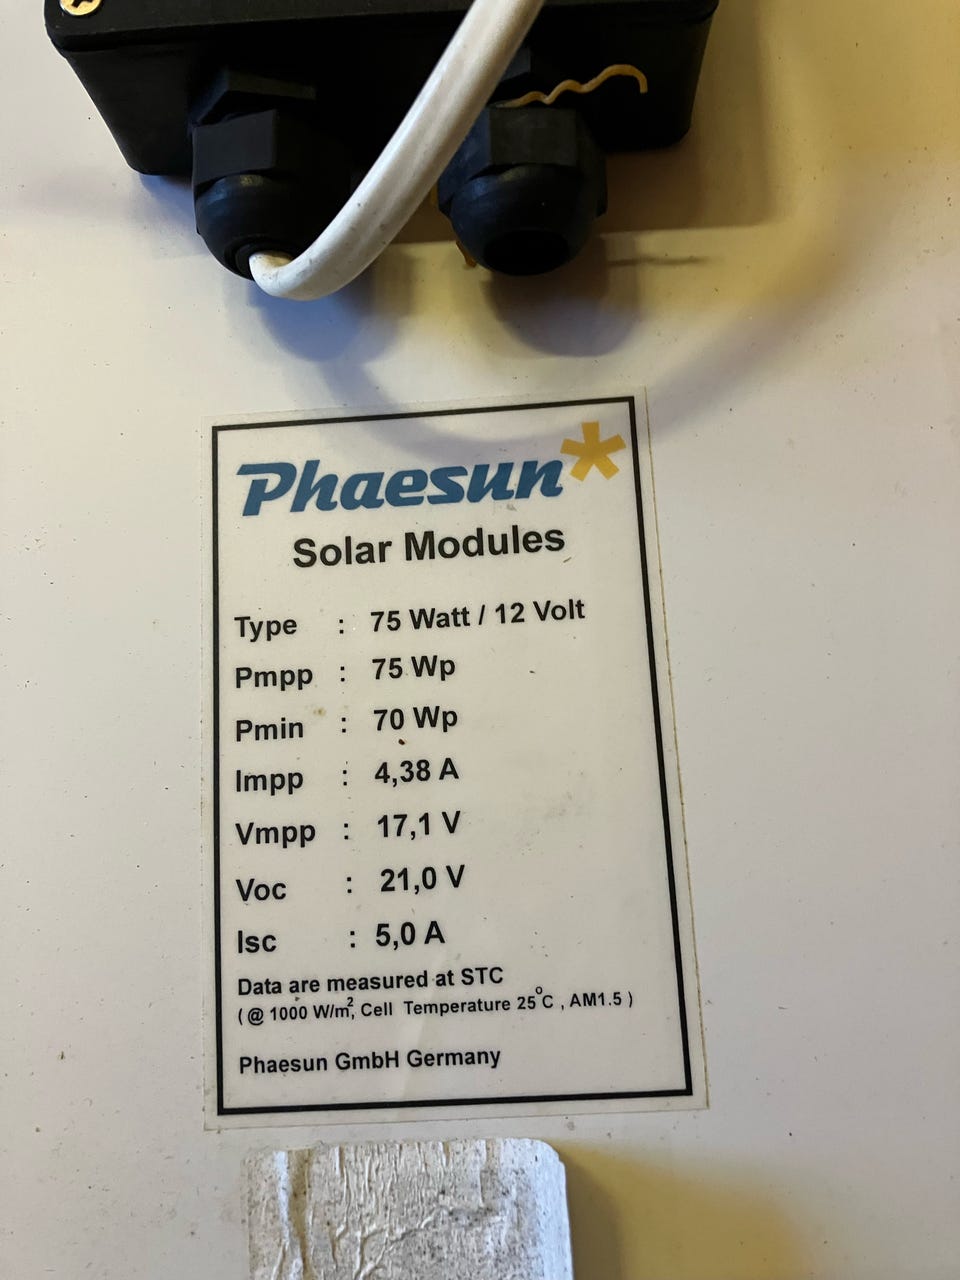 Phaesun*
Solar Modules
Type : 75 Watt / 12 Volt
Pmpp : 75 Wp
Pmin : 70 Wp
Impp : 4,38 A
Vmpp : 17,1 V
Voc : 21,0 V
Isc : 5,0 A
Data are measured at STC
( @ 1000 W/m², Cell Temperature 25°C , AM1.5 )
Phaesun GmbH Germany